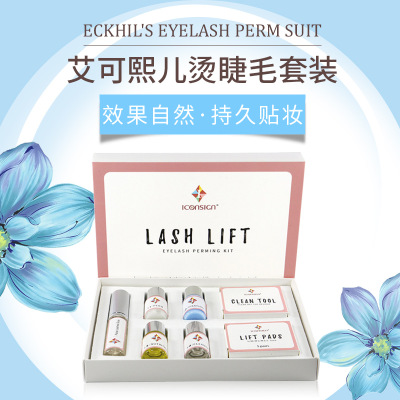 ECKHIL'S EYELASH PERM SUIT
艾可熙儿烫睫毛套装
效果自然·持久贴妆
ICONSIGN
LASH LIFT
EYELASH PERMING KIT
CLEAN TOOL
LIFT PADS